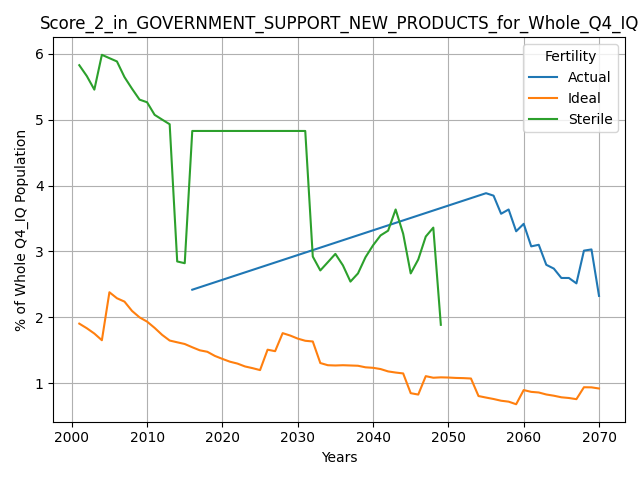 Score_2_in_GOVERNMENT_SUPPORT_NEW_PRODUCTS_for_Whole_Q4_IQ
Fertility
Actual
Ideal
Sterile
% of Whole Q4_IQ Population
6
5
4
3
2
1
2000 2010 2020 2030 2040 2050 2060 2070
Years